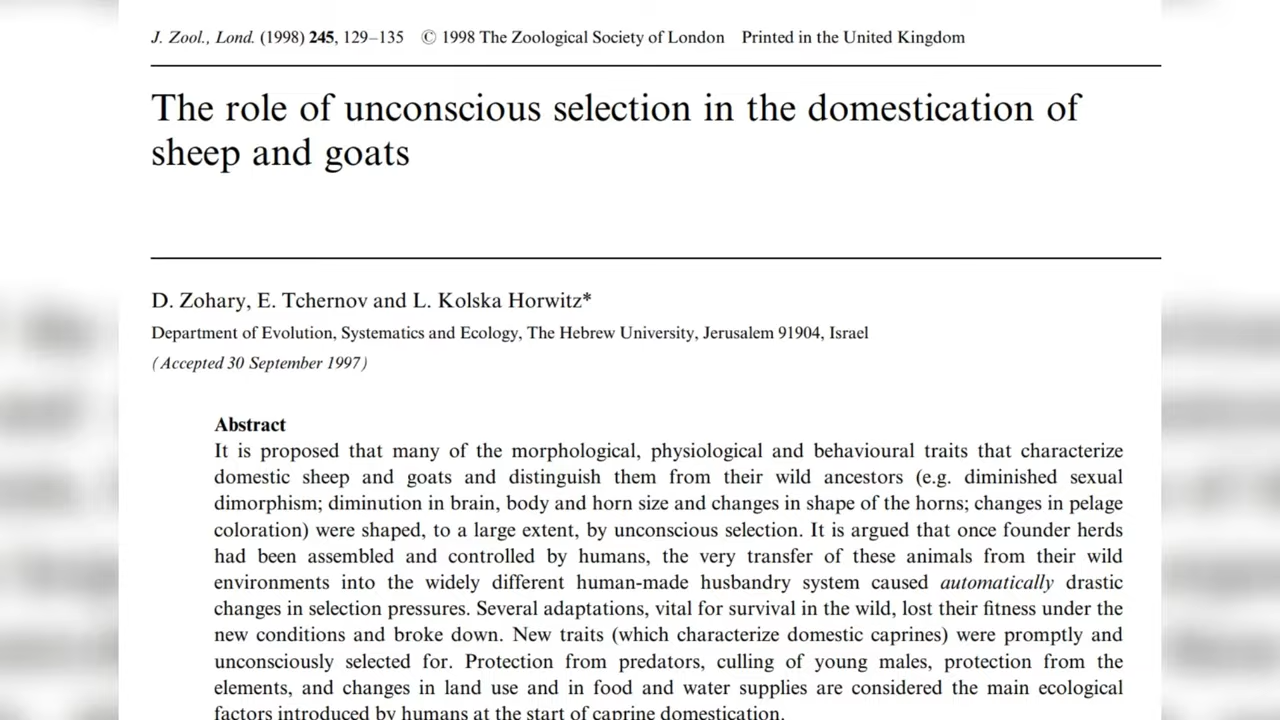 J. Zool., Lond. (1998) 245, 129–135 © 1998 The Zoological Society of London Printed in the United Kingdom
The role of unconscious selection in the domestication of
sheep and goats
D. Zohary, E. Tchernov and L. Kolska Horwitz*
Department of Evolution, Systematics and Ecology, The Hebrew University, Jerusalem 91904, Israel
(Accepted 30 September 1997)
Abstract
It is proposed that many of the morphological, physiological and behavioural traits that characterize
domestic sheep and goats and distinguish them from their wild ancestors (e.g. diminished sexual
dimorphism; diminution in brain, body and horn size and changes in shape of the horns; changes in pelage
coloration) were shaped, to a large extent, by unconscious selection. It is argued that once founder herds
had been assembled and controlled by humans, the very transfer of these animals from their wild
environments into the widely different human-made husbandry system caused automatically drastic
changes in selection pressures. Several adaptations, vital for survival in the wild, lost their fitness under the
new conditions and broke down. New traits (which characterize domestic caprines) were promptly and
unconsciously selected for. Protection from predators, culling of young males, protection from the
elements, and changes in land use and in food and water supplies are considered the main ecological
factors introduced by humans at the start of caprine domestication.